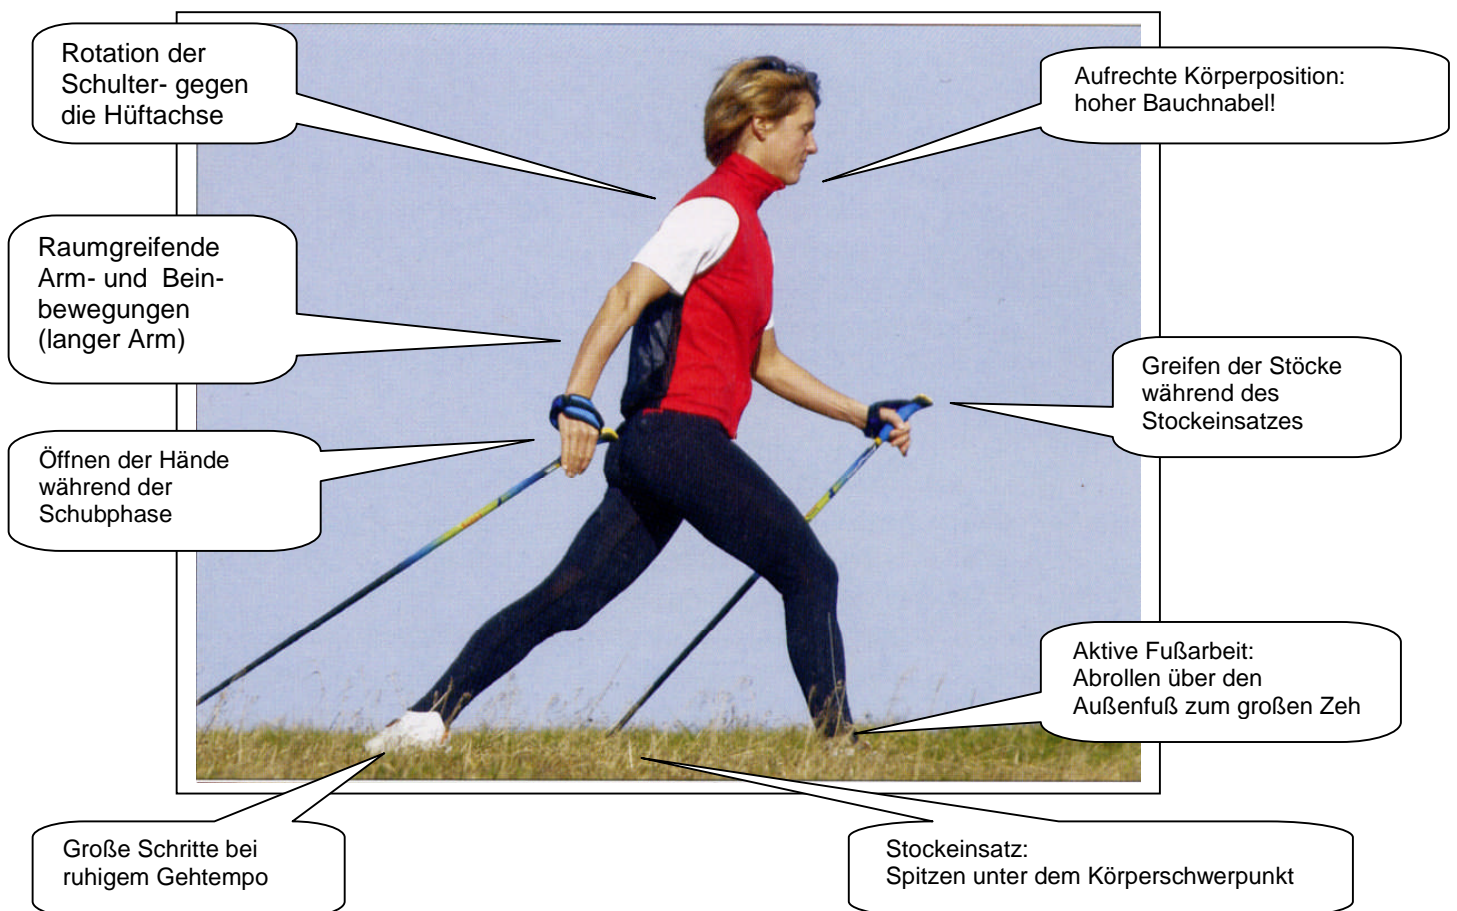 Rotation der
Schulter- gegen
die Hüftachse
Aufrechte Körperposition:
hoher Bauchnabel!
Raumgreifende
Arm- und Bein-
bewegungen
(langer Arm)
Greifen der Stöcke
während des
Stockeinsatzes
Öffnen der Hände
während der
Schubphase
Aktive Fußarbeit:
Abrollen über den
Außenfuß zum großen Zeh
Große Schritte bei
ruhigem Gehtempo
Stockeinsatz:
Spitzen unter dem Körperschwerpunkt